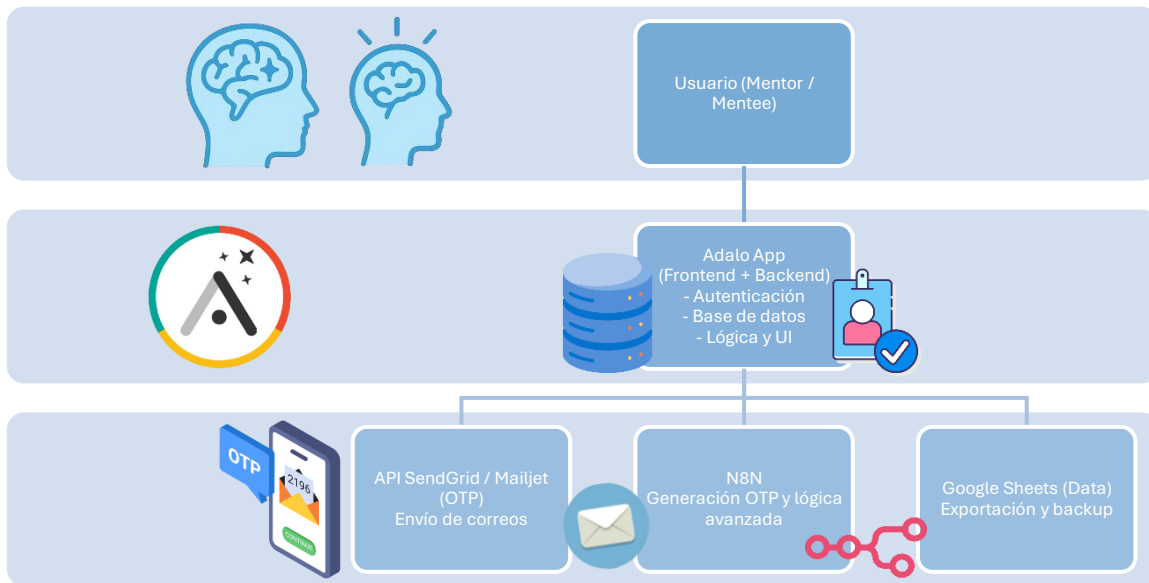 Usuario (Mentor /
Mentee)
Adalo App
(Frontend + Backend)
- Autenticación
- Base de datos
- Lógica y UI
OTP
2196
CONTINUE
API SendGrid / Mailjet
(OTP)
Envío de correos
N8N
Generación OTP y lógica
avanzada
Google Sheets (Data)
Exportación y backup